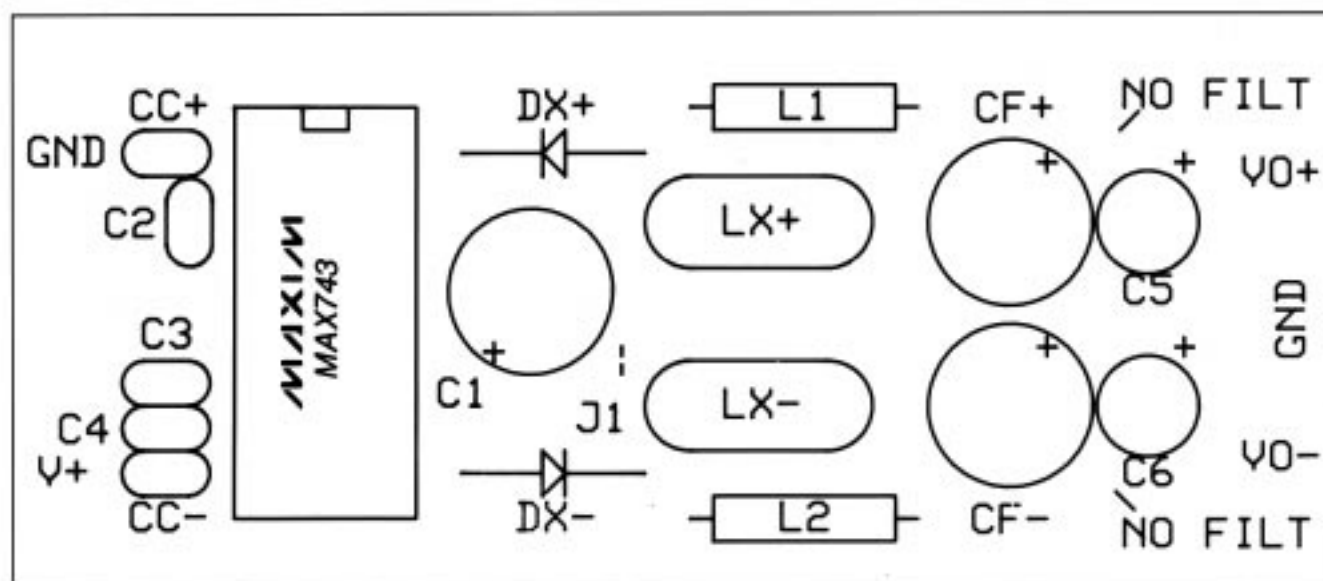 CC+
DX+
L1
CF+
NO FILT
GND
VO+
C2
LX+
C5
MAXIM
MAX743
GND
C3
C1
J1
LX-
C4
V+
C6
VO-
CC-
DX-
L2
CF-
NO FILT